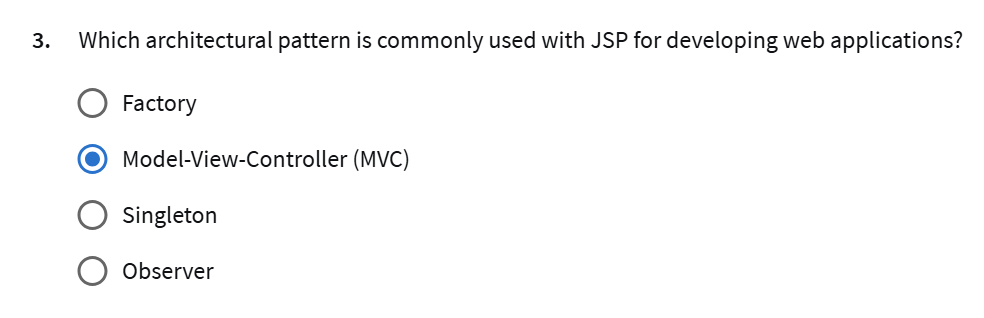 3. Which architectural pattern is commonly used with JSP for developing web applications?
Factory
Model-View-Controller (MVC)
Singleton
Observer